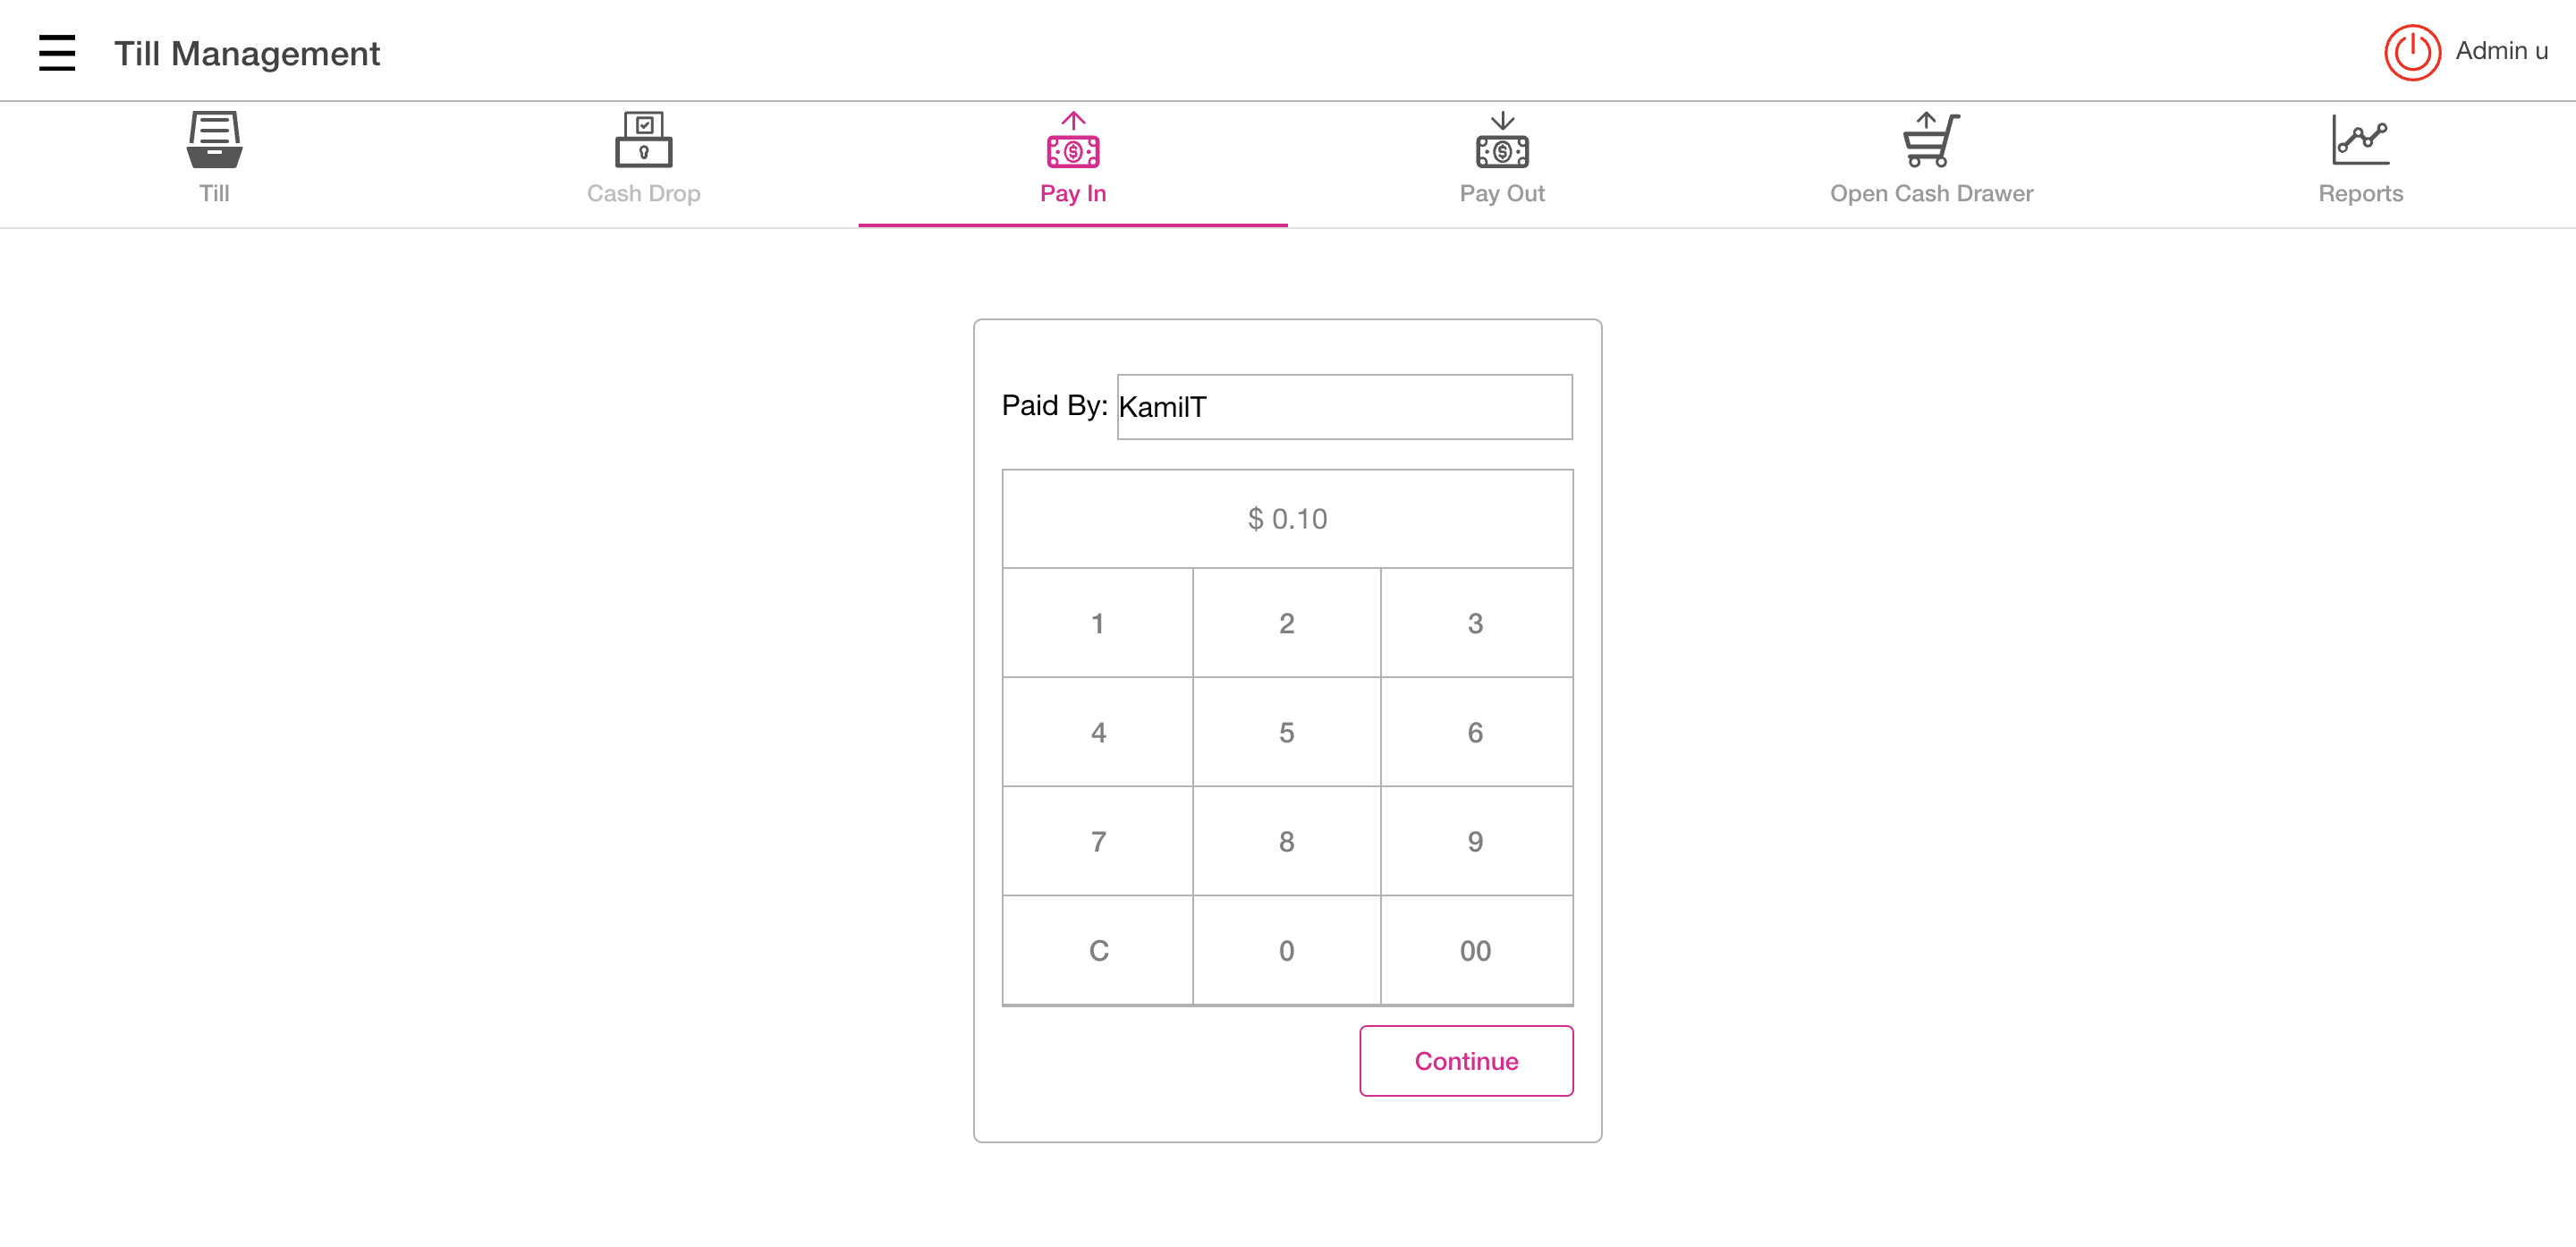 Till Management
Admin u
Till
Cash Drop
Pay In
Pay Out
Open Cash Drawer
Reports
Paid By: KamilT
$ 0.10
1 2 3
4 5 6
7 8 9
C 0 00
Continue